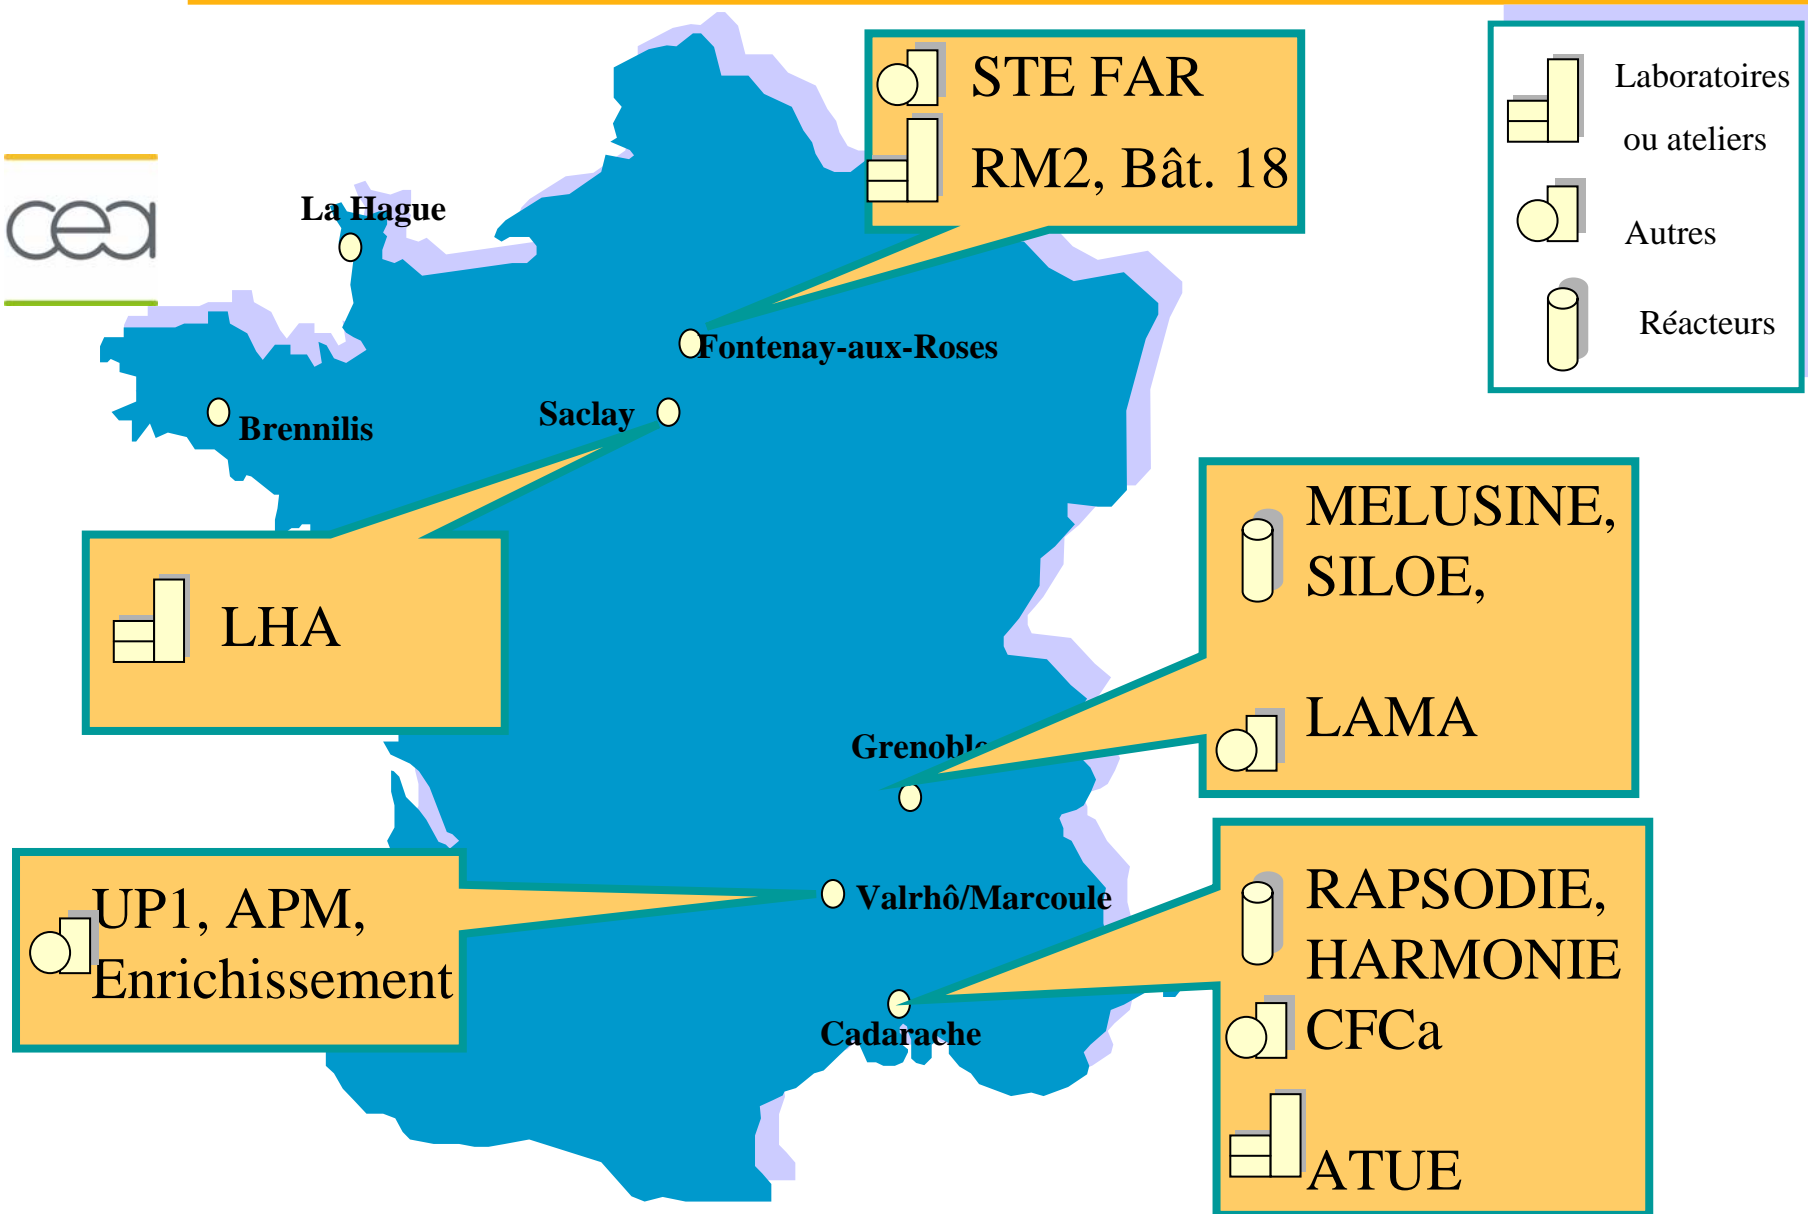 STE FAR
RM2, Bât. 18
Laboratoires
ou ateliers
Autres
Réacteurs
cea
La Hague
Fontenay-aux-Roses
Brennilis
Saclay
LHA
MELUSINE,
SILOE,
LAMA
Grenoble
UP1, APM,
Enrichissement
Valrhô/Marcoule
RAPSODIE,
HARMONIE
CFCa
ATUE
Cadarache